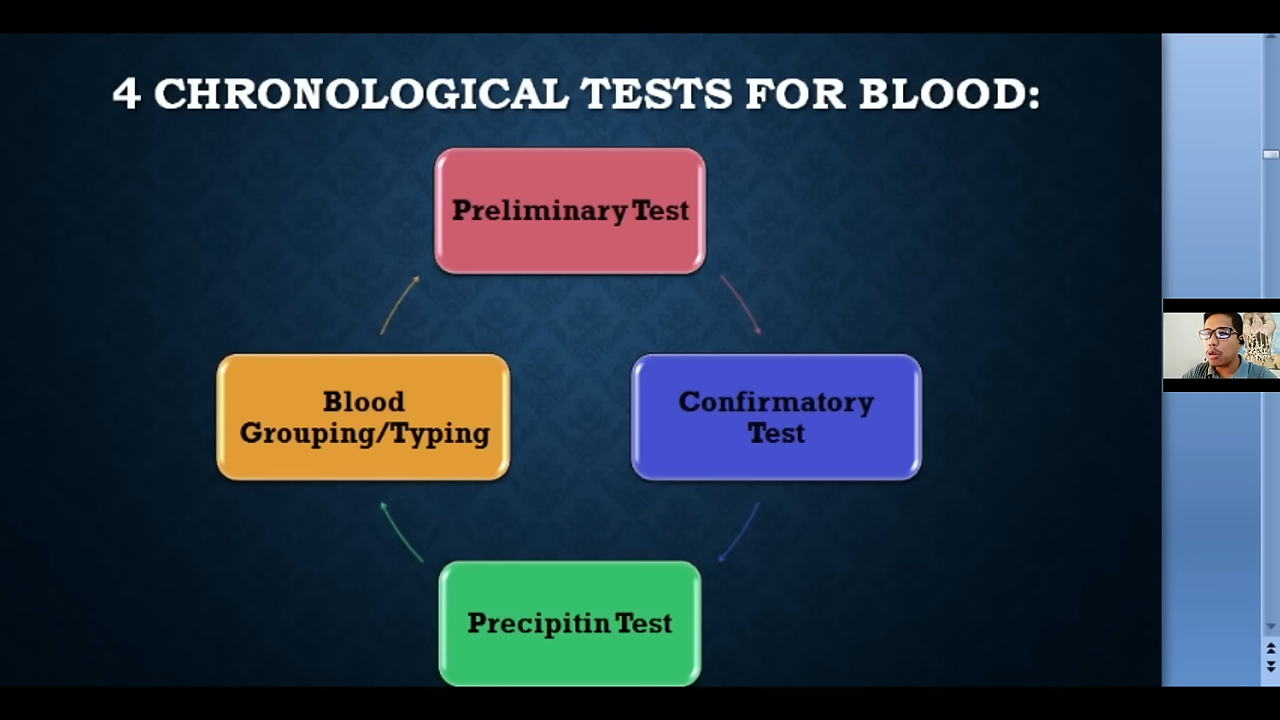 4 CHRONOLOGICAL TESTS FOR BLOOD:
Preliminary Test
Blood
Grouping/Typing
Confirmatory
Test
Precipitin Test